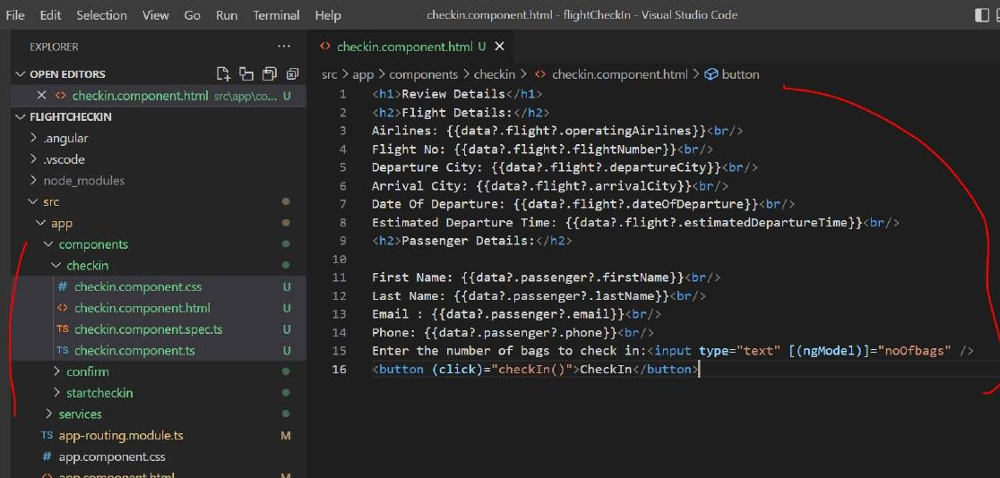 File Edit Selection View Go Run Terminal Help checkin.component.html - flightCheckIn - Visual Studio Code
EXPLORER
OPEN EDITORS
checkin.component.html src\app\co... U
FLIGHTCHECKIN
.angular
.vscode
node_modules
src
app
components
checkin
# checkin.component.css U
<> checkin.component.html U
TS checkin.component.spec.ts U
TS checkin.component.ts U
confirm
startcheckin
services
TS app-routing.module.ts M
# app.component.css
<> app.component.html M
<> checkin.component.html U
src > app > components > checkin > <> checkin.component.html > button
1 <h1>Review Details</h1>
2 <h2>Flight Details:</h2>
3 Airlines: {{data?.flight?.operatingAirlines}}<br/>
4 Flight No: {{data?.flight?.flightNumber}}<br/>
5 Departure City: {{data?.flight?.departureCity}}<br/>
6 Arrival City: {{data?.flight?.arrivalCity}}<br/>
7 Date Of Departure: {{data?.flight?.dateOfDeparture}}<br/>
8 Estimated Departure Time: {{data?.flight?.estimatedDepartureTime}}<br/>
9 <h2>Passenger Details:</h2>
10
11 First Name: {{data?.passenger?.firstName}}<br/>
12 Last Name: {{data?.passenger?.lastName}}<br/>
13 Email : {{data?.passenger?.email}}<br/>
14 Phone: {{data?.passenger?.phone}}<br/>
15 Enter the number of bags to check in:<input type="text" [(ngModel)]="noOfbags" />
16 <button (click)="checkIn()">CheckIn</button>